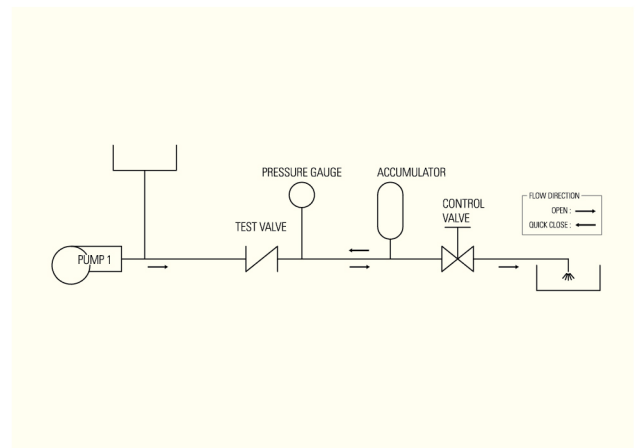 PRESSURE GAUGE
ACCUMULATOR
FLOW DIRECTION
OPEN :
QUICK CLOSE :
CONTROL
VALVE
TEST VALVE
PUMP 1